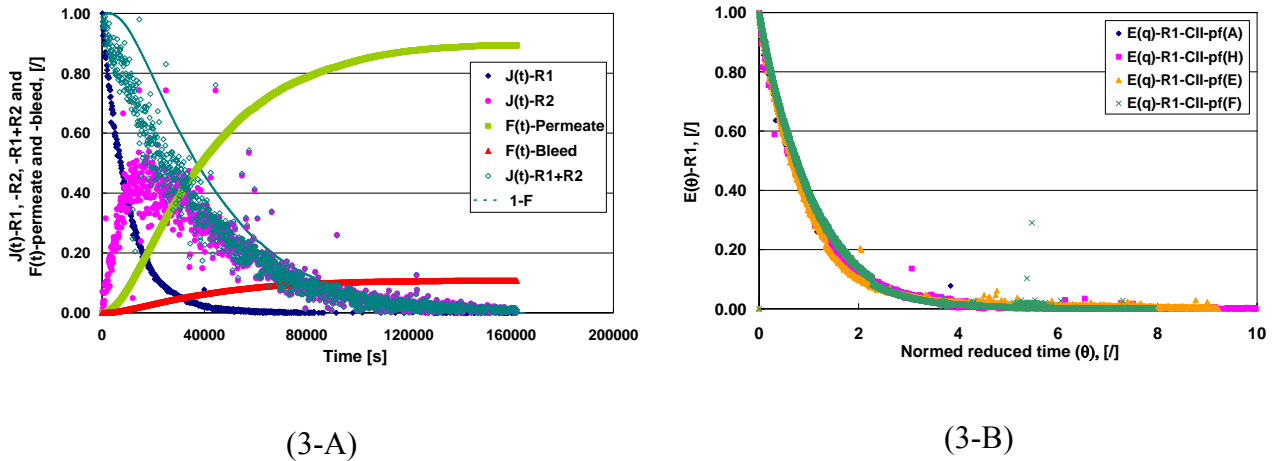 J(t)-R1, -R2, -R1+R2 and
F(t)-permeate and -bleed, [/]
1.00
0.80
0.60
0.40
0.20
0.00
0
40000
80000
120000
160000
200000
Time [s]
J(t)-R1
J(t)-R2
F(t)-Permeate
F(t)-Bleed
J(t)-R1+R2
1-F
(3-A)
E(θ)-R1, [/]
1.00
0.80
0.60
0.40
0.20
0.00
0
2
4
6
8
10
Normed reduced time (θ), [/]
E(q)-R1-CII-pf(A)
E(q)-R1-CII-pf(H)
E(q)-R1-CII-pf(E)
E(q)-R1-CII-pf(F)
(3-B)